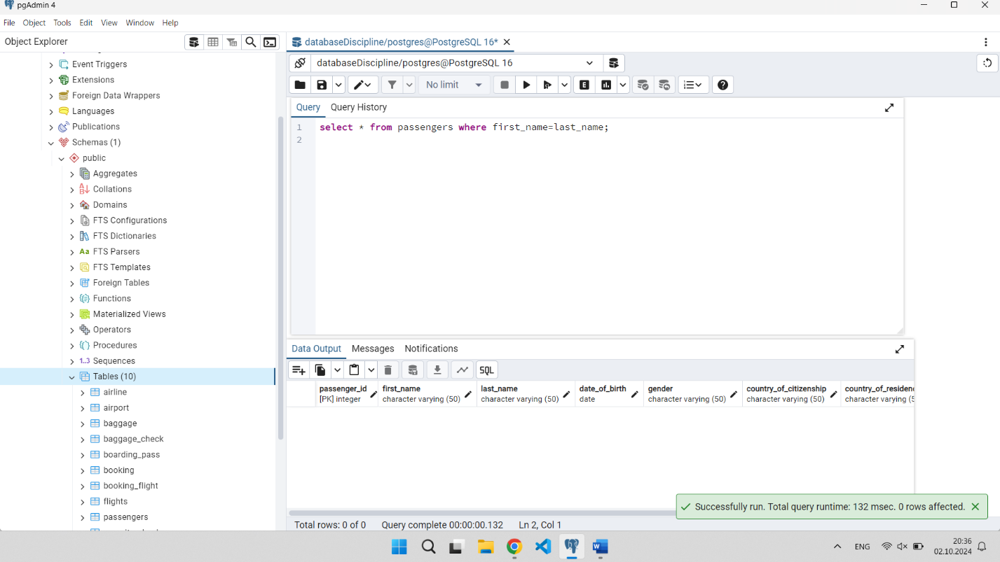 pgAdmin 4
File Object Tools Edit View Window Help
Object Explorer
Event Triggers
Extensions
Foreign Data Wrappers
Languages
Publications
Schemas (1)
public
Aggregates
Collations
Domains
FTS Configurations
FTS Dictionaries
Aa FTS Parsers
FTS Templates
Foreign Tables
Functions
Materialized Views
Operators
Procedures
1..3 Sequences
Tables (10)
airline
airport
baggage
baggage_check
boarding_pass
booking
booking_flight
flights
passengers
databaseDiscipline/postgres@PostgreSQL 16*
databaseDiscipline/postgres@PostgreSQL 16
No limit
E
Query Query History
1 select * from passengers where first_name=last_name;
2
Data Output Messages Notifications
SQL
passenger_id first_name last_name date_of_birth gender country_of_citizenship country_of_residen
[PK] integer character varying (50) character varying (50) date character varying (50) character varying (50) character varying (5
Successfully run. Total query runtime: 132 msec. 0 rows affected.
Total rows: 0 of 0 Query complete 00:00:00.132 Ln 2, Col 1
ENG
20:36
02.10.2024